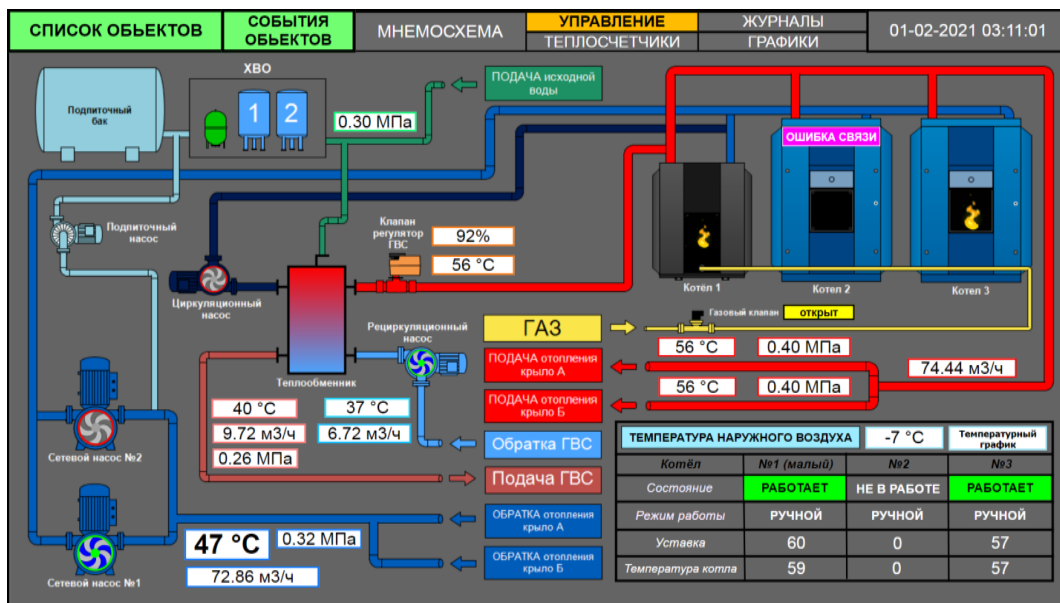 СПИСОК ОБЬЕКТОВ
СОБЫТИЯ
ОБЬЕКТОВ
МНЕМОСХЕМА
УПРАВЛЕНИЕ
ТЕПЛОСЧЕТЧИКИ
ЖУРНАЛЫ
ГРАФИКИ
01-02-2021 03:11:01
Подпиточный
бак
ХВО
1 2
0.30 МПа
ПОДАЧА исходной
воды
ОШИБКА СВЯЗИ
Подпиточный
насос
Клапан
регулятор
ГВС
92%
56 °C
Котёл 1
Котел 2
Котел 3
Циркуляционный
насос
Газовый клапан
открыт
ГАЗ
Рециркуляционный
насос
Теплообменник
ПОДАЧА отопления
крыло А
56 °C
0.40 МПа
74.44 м3/ч
ПОДАЧА отопления
крыло Б
56 °C
0.40 МПа
40 °C
9.72 м3/ч
0.26 МПа
37 °C
6.72 м3/ч
Обратка ГВС
Подача ГВС
Сетевой насос №2
ОБРАТКА отопления
крыло А
ОБРАТКА отопления
крыло Б
47 °C
0.32 МПа
72.86 м3/ч
Сетевой насос №1
ТЕМПЕРАТУРА НАРУЖНОГО ВОЗДУХА
-7 °C
Температурный
график
Котёл №1 (малый) №2 №3
Состояние РАБОТАЕТ НЕ В РАБОТЕ РАБОТАЕТ
Режим работы РУЧНОЙ РУЧНОЙ РУЧНОЙ
Уставка 60 0 57
Температура котла 59 0 57